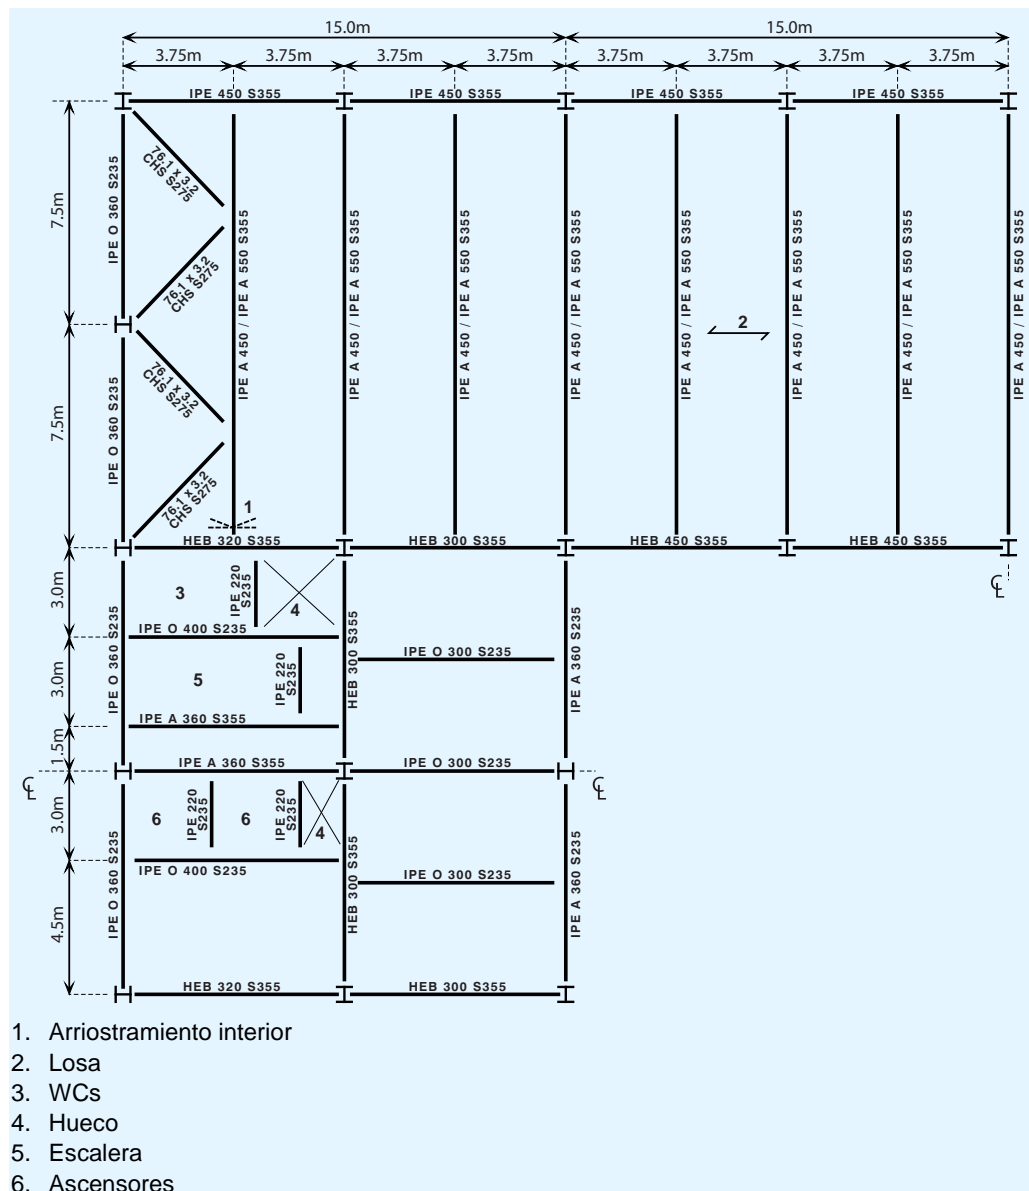 15.0m 15.0m
3.75m 3.75m 3.75m 3.75m 3.75m 3.75m 3.75m 3.75m
IPE 450 S355 IPE 450 S355 IPE 450 S355 IPE 450 S355
7.5m
IPE O 360 S235
76.1 x 3.2
CHS S275
76.1 x 3.2
CHS S275
IPE A 450 / IPE A 550 S355
IPE A 450 / IPE A 550 S355
IPE A 450 / IPE A 550 S355
IPE A 450 / IPE A 550 S355
IPE A 450 / IPE A 550 S355
IPE A 450 / IPE A 550 S355
IPE A 450 / IPE A 550 S355
IPE A 450 / IPE A 550 S355
2
7.5m
IPE O 360 S235
76.1 x 3.2
CHS S275
76.1 x 3.2
CHS S275
1
HEB 320 S355 HEB 300 S355 HEB 450 S355 HEB 450 S355
℄
3.0m
3
IPE 220
S235
4
IPE O 360 S235
IPE O 400 S235
HEB 300 S355
IPE O 300 S235
IPE A 360 S235
3.0m
5
IPE 220
S235
IPE A 360 S355
1.5m
℄ IPE A 360 S355 IPE O 300 S235 ℄
3.0m
6
IPE 220
S235
6
IPE 220
S235
4
IPE O 360 S235
IPE O 400 S235
HEB 300 S355
IPE O 300 S235
IPE A 360 S235
4.5m
HEB 320 S355 HEB 300 S355
1. Arriostramiento interior
2. Losa
3. WCs
4. Hueco
5. Escalera
6. Ascensores